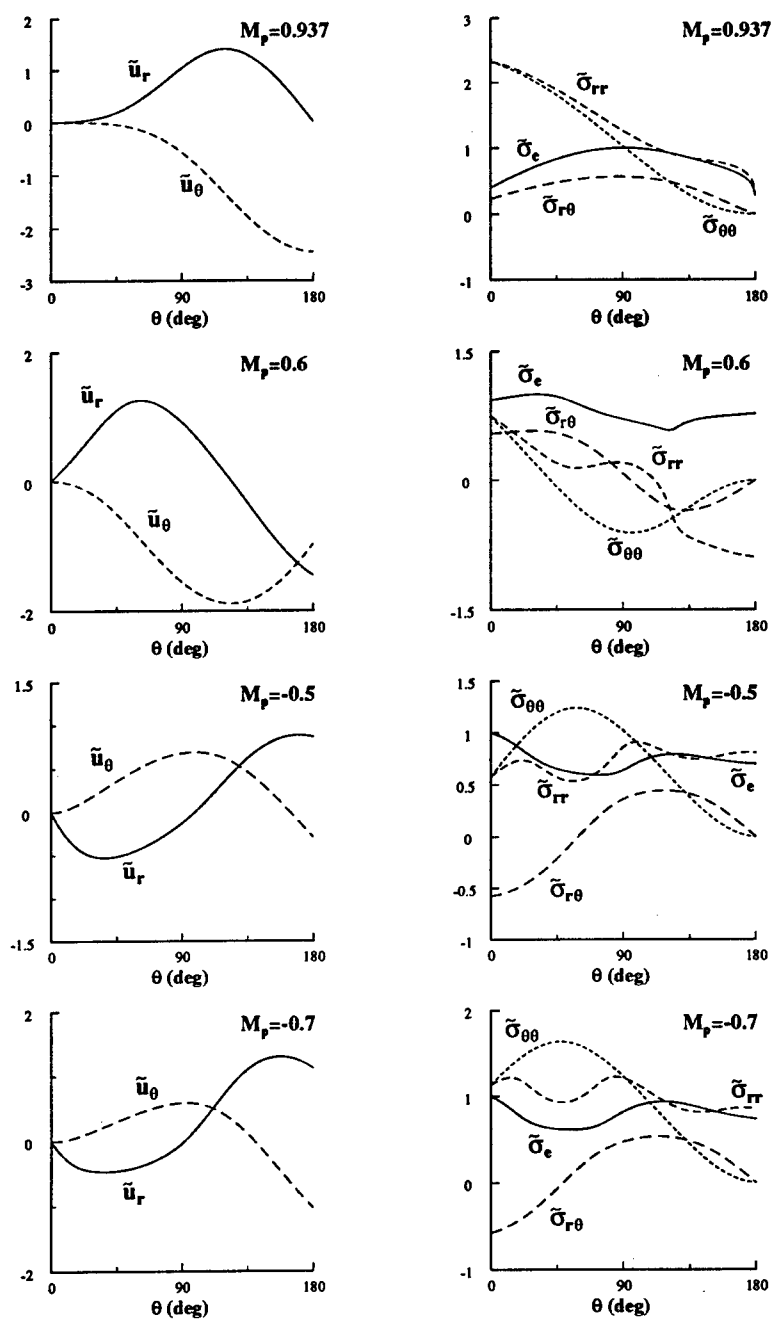 M_p=0.937
2
1
0
-1
-2
-3
ũ_r
ũ_θ
0 90 180
θ (deg)
M_p=0.937
3
2
1
0
-1
σ̃_rr
σ̃_e
σ̃_rθ
σ̃_θθ
0 90 180
θ (deg)
M_p=0.6
2
0
-2
ũ_r
ũ_θ
0 90 180
θ (deg)
M_p=0.6
1.5
0
-1.5
σ̃_e
σ̃_rθ
σ̃_rr
σ̃_θθ
0 90 180
θ (deg)
M_p=-0.5
1.5
0
-1.5
ũ_θ
ũ_r
0 90 180
θ (deg)
M_p=-0.5
1.5
1
0.5
0
-0.5
-1
σ̃_θθ
σ̃_rr
σ̃_e
σ̃_rθ
0 90 180
θ (deg)
M_p=-0.7
2
0
-2
ũ_θ
ũ_r
0 90 180
θ (deg)
M_p=-0.7
2
1
0
-1
σ̃_θθ
σ̃_rr
σ̃_e
σ̃_rθ
0 90 180
θ (deg)